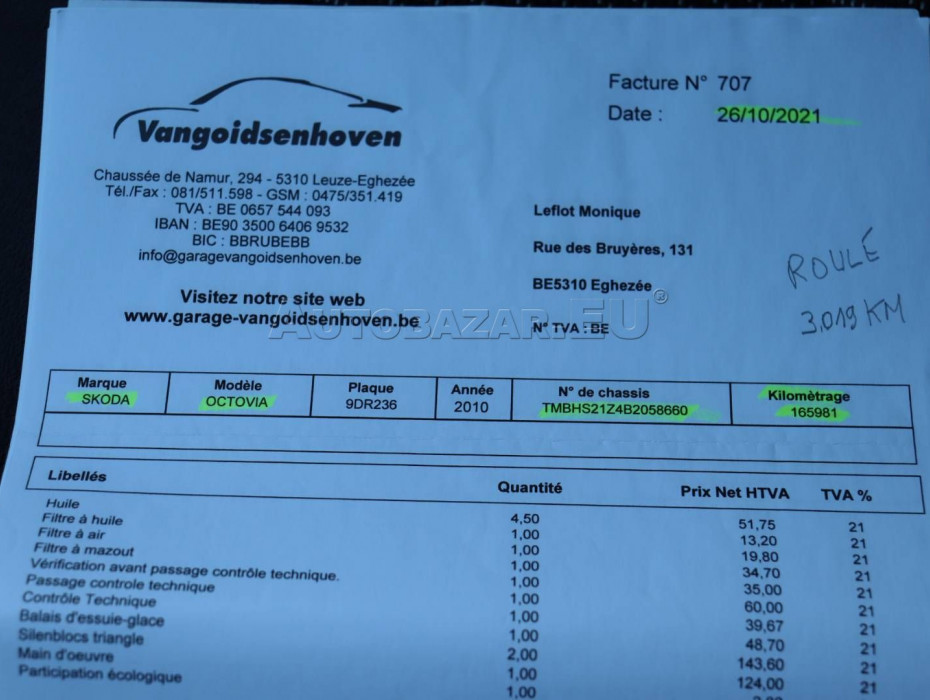 Vangoidsenhoven
Chaussée de Namur, 294 - 5310 Leuze-Eghezée
Tél./Fax : 081/511.598 - GSM : 0475/351.419
TVA : BE 0657 544 093
IBAN : BE90 3500 6406 9532
BIC : BBRUBEBB
info@garagevangoidsenhoven.be
Visitez notre site web
www.garage-vangoidsenhoven.be
Facture N° 707
Date : 26/10/2021
Leflot Monique
Rue des Bruyères, 131
BE5310 Eghezée
N° TVA : BE
ROULÉ
3.019 KM
AUTOBAZAR.EU®
Marque Modèle Plaque Année N° de chassis Kilomètrage
SKODA OCTOVIA 9DR236 2010 TMBHS21Z4B2058660 165981
Libellés Quantité Prix Net HTVA TVA %
Huile 4,50 51,75 21
Filtre à huile 1,00 13,20 21
Filtre à air 1,00 19,80 21
Filtre à mazout 1,00 34,70 21
Vérification avant passage contrôle technique. 1,00 35,00 21
Passage controle technique 1,00 60,00 21
Contrôle Technique 1,00 39,67 21
Balais d'essuie-glace 1,00 48,70 21
Silenblocs triangle 2,00 143,60 21
Main d'oeuvre 1,00 124,00 21
Participation écologique